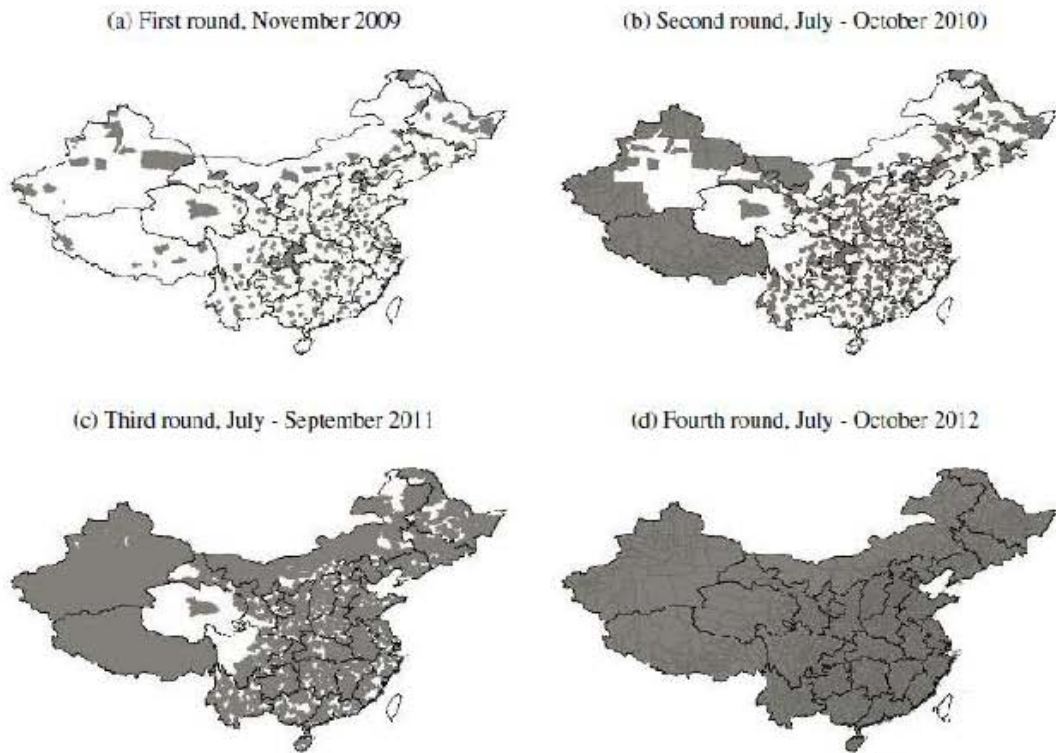 (a) First round, November 2009
(b) Second round, July - October 2010)
(c) Third round, July - September 2011
(d) Fourth round, July - October 2012